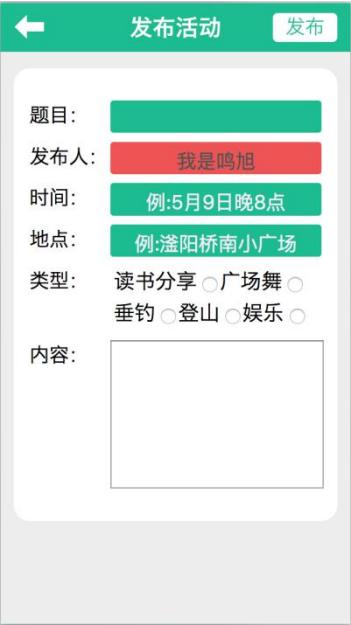 发布活动 发布
题目：
发布人： 我是鸣旭
时间： 例:5月9日晚8点
地点： 例:滏阳桥南小广场
类型： 读书分享 广场舞
垂钓 登山 娱乐
内容：